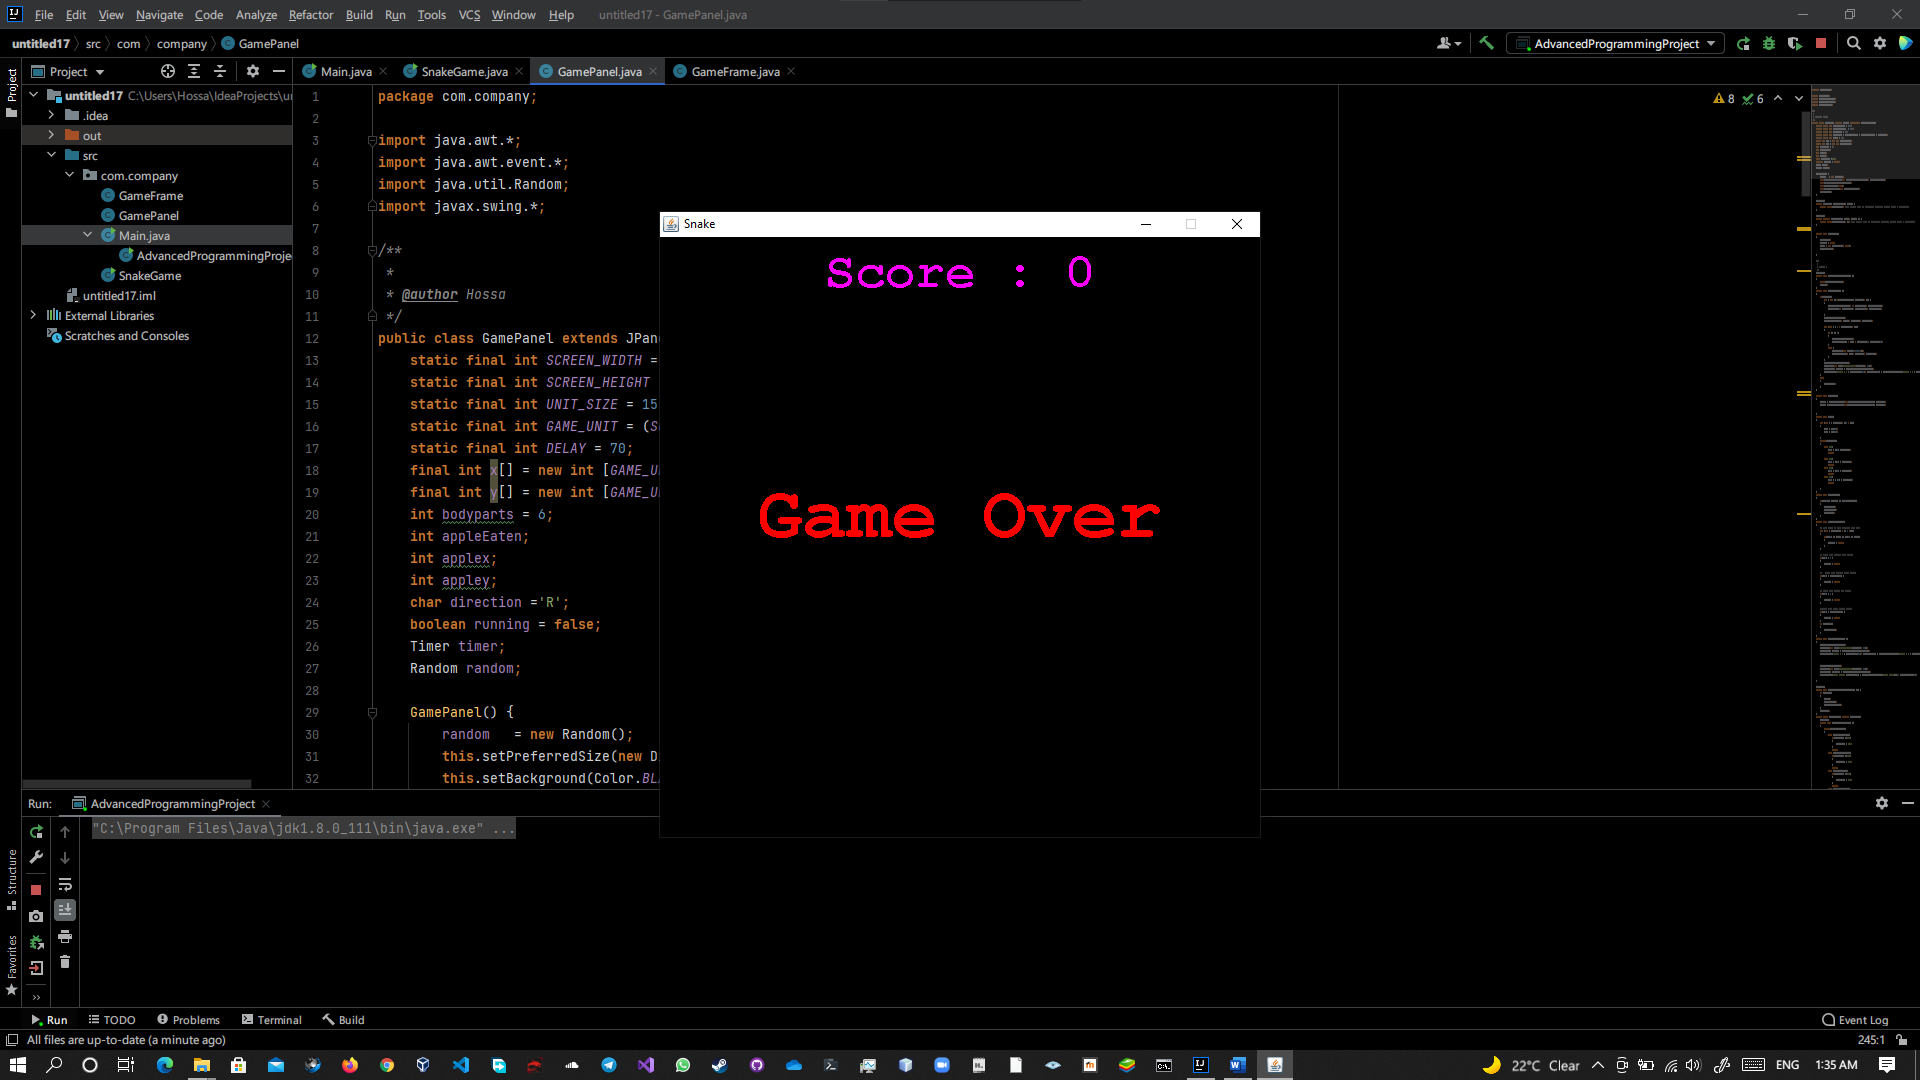 File Edit View Navigate Code Analyze Refactor Build Run Tools VCS Window Help untitled17 - GamePanel.java
untitled17 src com company GamePanel
AdvancedProgrammingProject
Project
Project
Main.java SnakeGame.java GamePanel.java GameFrame.java
untitled17 C:\Users\Hossa\IdeaProjects\un
.idea
out
src
com.company
GameFrame
GamePanel
Main.java
AdvancedProgrammingProje
SnakeGame
untitled17.iml
External Libraries
Scratches and Consoles
8 6
1 package com.company;
2
3 import java.awt.*;
4 import java.awt.event.*;
5 import java.util.Random;
6 import javax.swing.*;
7
8 /**
9 *
10 * @author Hossa
11 */
12 public class GamePanel extends JPan
13 static final int SCREEN_WIDTH =
14 static final int SCREEN_HEIGHT
15 static final int UNIT_SIZE = 15
16 static final int GAME_UNIT = (S
17 static final int DELAY = 70;
18 final int x[] = new int [GAME_U
19 final int y[] = new int [GAME_U
20 int bodyparts = 6;
21 int appleEaten;
22 int applex;
23 int appley;
24 char direction ='R';
25 boolean running = false;
26 Timer timer;
27 Random random;
28
29 GamePanel() {
30 random = new Random();
31 this.setPreferredSize(new D
32 this.setBackground(Color.BL
Snake
Score : 0
Game Over
Run: AdvancedProgrammingProject
"C:\Program Files\Java\jdk1.8.0_111\bin\java.exe" ...
Structure
Favorites
Run TODO Problems Terminal Build Event Log
All files are up-to-date (a minute ago) 245:1
22°C Clear ENG 1:35 AM